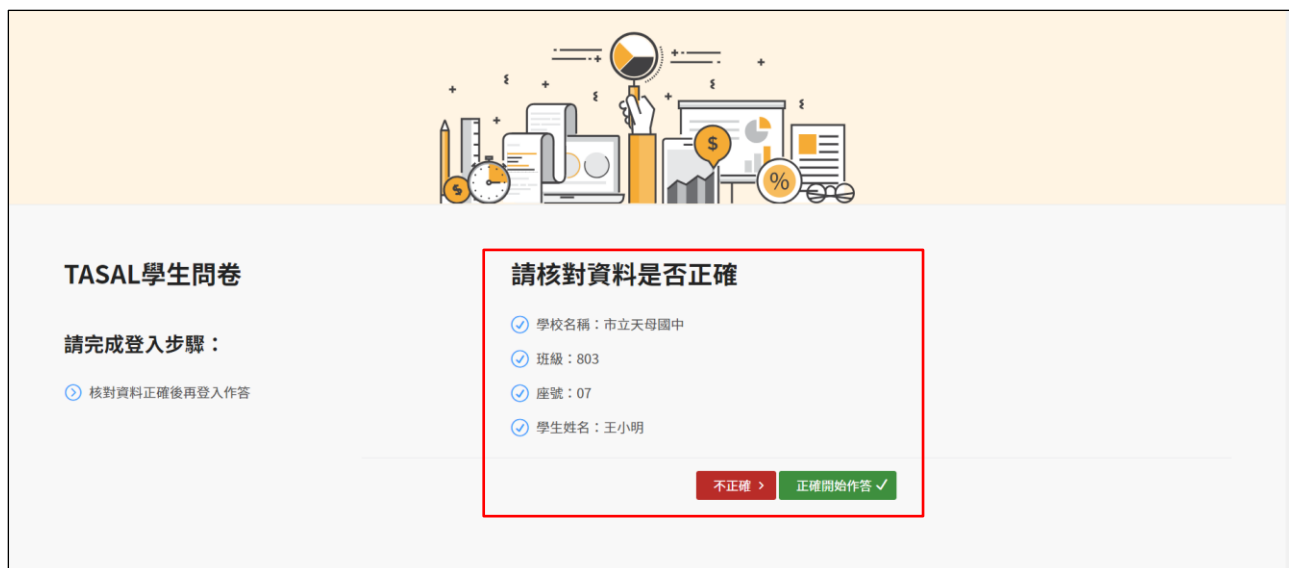 $
$
%
TASAL學生問卷
請完成登入步驟：
核對資料正確後再登入作答
請核對資料是否正確
學校名稱：市立天母國中
班級：803
座號：07
學生姓名：王小明
不正確
正確開始作答